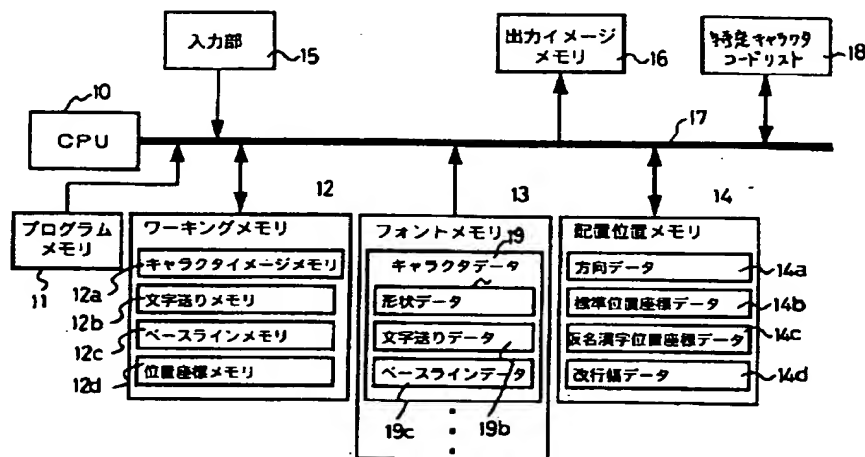 入力部
15
出力イメージ
メモリ
16
特定キャラクタ
コードリスト
18
10
CPU
17
プログラム
メモリ
11
12
ワーキングメモリ
キャラクタイメージメモリ
12a
文字送りメモリ
12b
ベースラインメモリ
12c
位置座標メモリ
12d
13
フォントメモリ
19
キャラクタデータ
形状データ
文字送りデータ
ベースラインデータ
19c
19b
14
配置位置メモリ
方向データ
14a
標準位置座標データ
14b
仮名漢字位置座標データ
14c
改行幅データ
14d